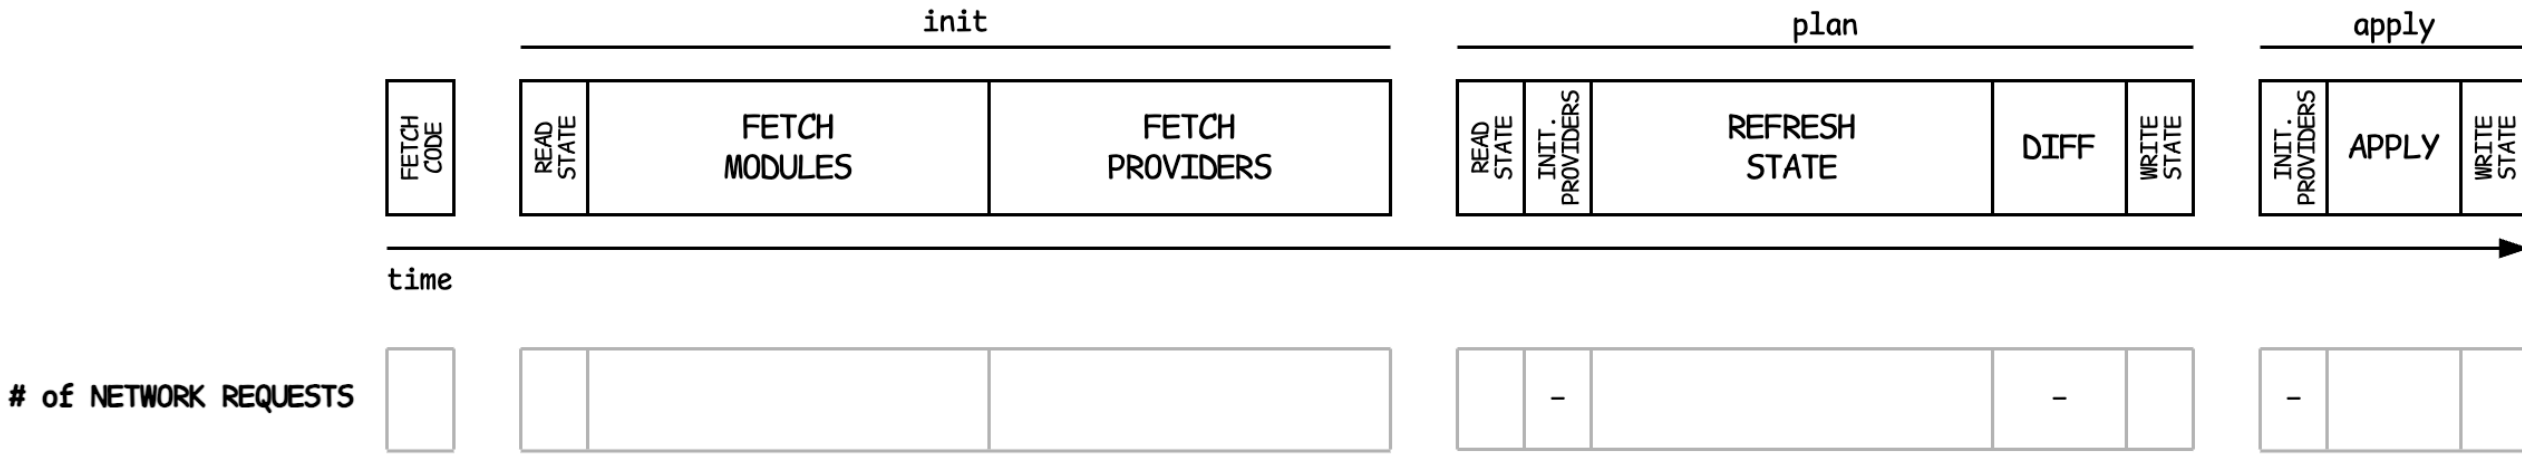 init
plan
apply
FETCH
CODE
READ
STATE
FETCH
MODULES
FETCH
PROVIDERS
READ
STATE
INIT.
PROVIDERS
REFRESH
STATE
DIFF
WRITE
STATE
INIT.
PROVIDERS
APPLY
WRITE
STATE
time
# of NETWORK REQUESTS
-
-
-